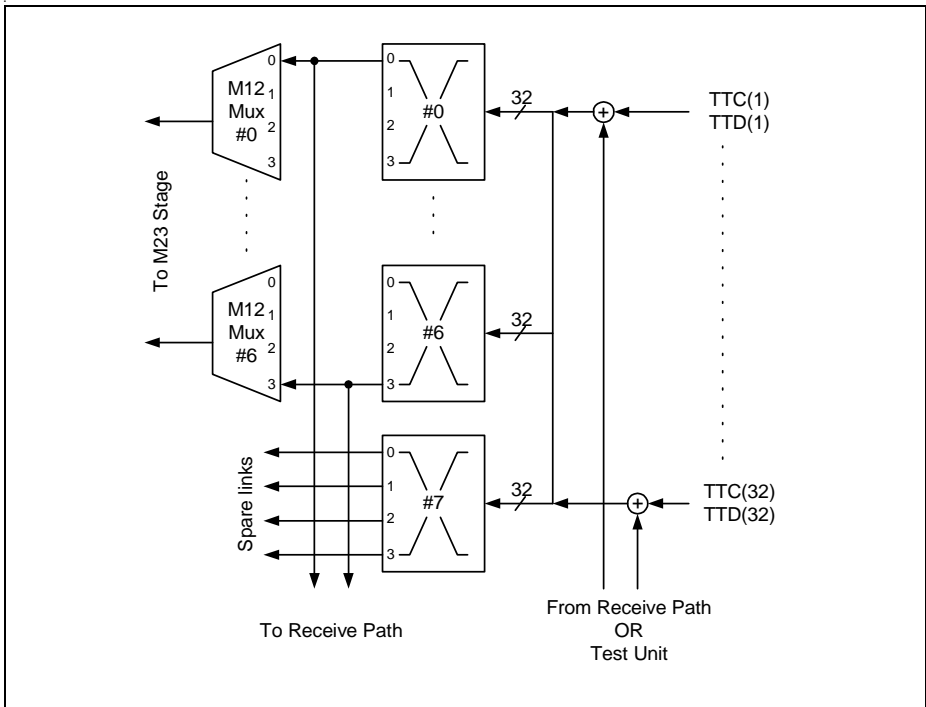 M12
Mux
#0
0
1
2
3
0
1
2
3
#0
32
TTC(1)
TTD(1)
To M23 Stage
M12
Mux
#6
0
1
2
3
0
1
2
3
#6
32
Spare links
0
1
2
3
#7
32
TTC(32)
TTD(32)
To Receive Path
From Receive Path
OR
Test Unit